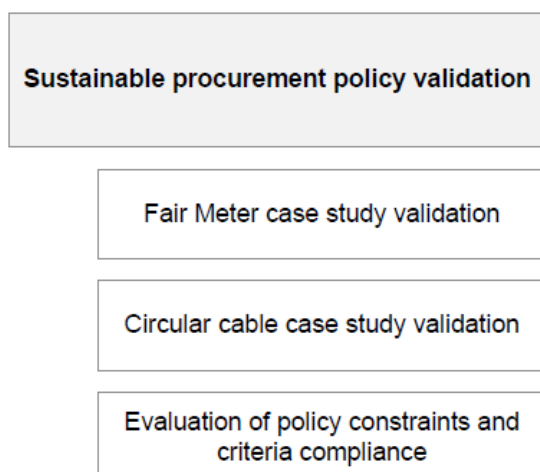 Sustainable procurement policy validation
Fair Meter case study validation
Circular cable case study validation
Evaluation of policy constraints and
criteria compliance